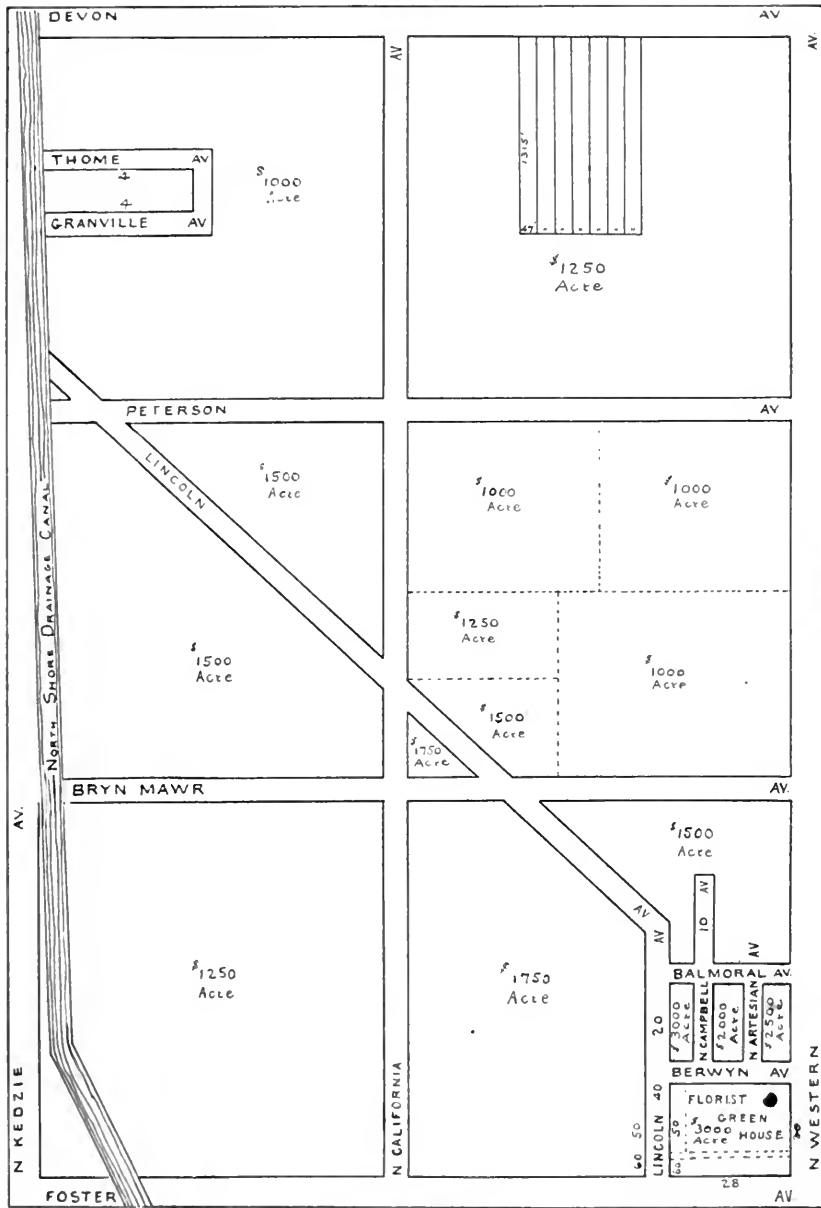 DEVON AV
AV
AV.
THOME AV
4
4
GRANVILLE AV
$1000
Acre
1315'
47' " " " " " "
$1250
Acre
PETERSON AV
LINCOLN
$1500
Acre
$1000
Acre
$1000
Acre
NORTH SHORE DRAINAGE CANAL
$1500
Acre
$1250
Acre
$1000
Acre
$1500
Acre
$1750
Acre
BRYN MAWR AV.
AV.
$1500
Acre
AV
AV
10 AV
AV
BALMORAL AV.
$1250
Acre
$1750
Acre
20
$3000
Acre
N CAMPBELL
$2000
Acre
N ARTESIAN
$2500
Acre
BERWYN AV
N KEDZIE
N CALIFORNIA
60 50
LINCOLN 40
60 50
FLORIST
GREEN
HOUSE
$3000
Acre
N WESTERN
28
FOSTER AV